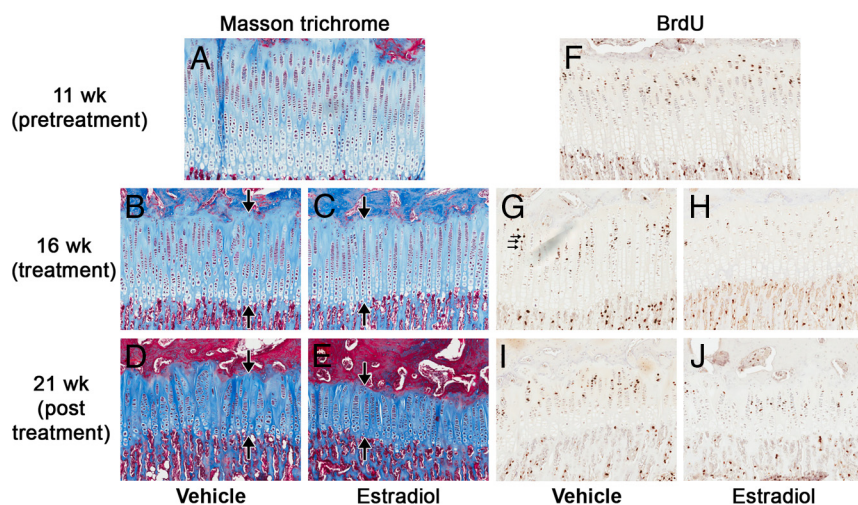 Masson trichrome
BrdU
11 wk
(pretreatment)
A
F
16 wk
(treatment)
B
C
G
H
21 wk
(post
treatment)
D
E
I
J
Vehicle
Estradiol
Vehicle
Estradiol